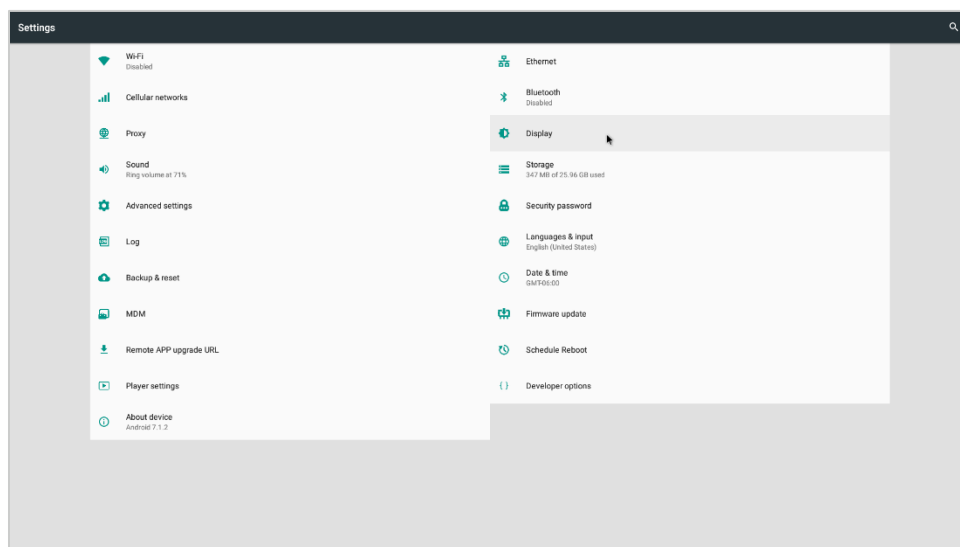 Settings
Wi-Fi
Disabled
Ethernet
Cellular networks
Bluetooth
Disabled
Proxy
Display
Sound
Ring volume at 71%
Storage
347 MB of 25.96 GB used
Advanced settings
Security password
Log
Languages & input
English (United States)
Backup & reset
Date & time
GMT-06:00
MDM
Firmware update
Remote APP upgrade URL
Schedule Reboot
Player settings
Developer options
About device
Android 7.1.2